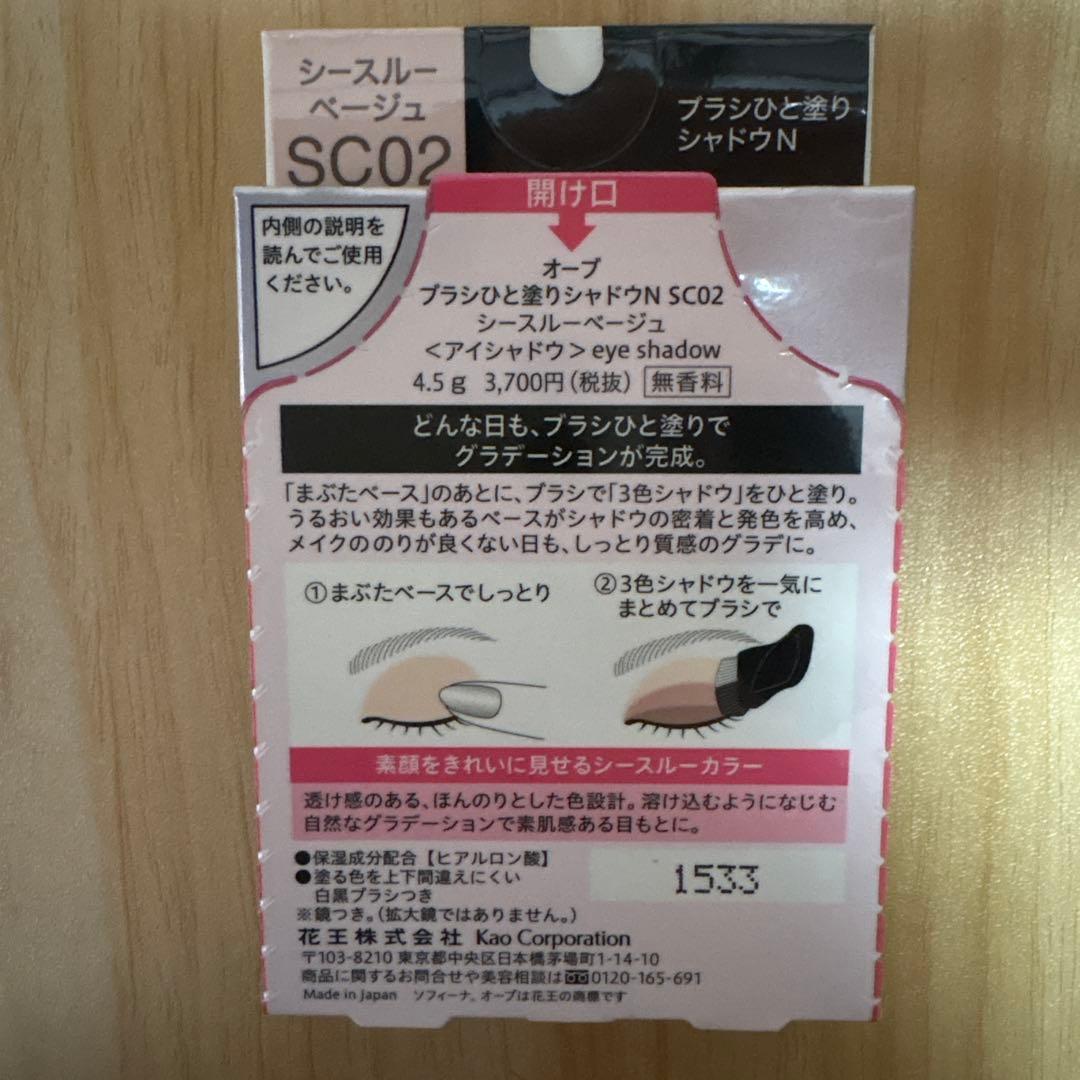 シースルー
ベージュ
SC02
ブラシひと塗り
シャドウN
開け口
内側の説明を
読んでご使用
ください。
オーブ
ブラシひと塗りシャドウN SC02
シースルーベージュ
＜アイシャドウ＞eye shadow
4.5g 3,700円(税抜) 無香料
どんな日も、ブラシひと塗りで
グラデーションが完成。
「まぶたベース」のあとに、ブラシで「3色シャドウ」をひと塗り。
うるおい効果もあるベースがシャドウの密着と発色を高め、
メイクののりが良くない日も、しっとり質感のグラデに。
①まぶたベースでしっとり
②3色シャドウを一気に
まとめてブラシで
素顔をきれいに見せるシースルーカラー
透け感のある、ほんのりとした色設計。溶け込むようになじむ
自然なグラデーションで素肌感ある目もとに。
●保湿成分配合【ヒアルロン酸】
●塗る色を上下間違えにくい
白黒ブラシつき
※鏡つき。(拡大鏡ではありません。)
1533
花王株式会社 Kao Corporation
〒103-8210 東京都中央区日本橋茅場町1-14-10
商品に関するお問合せや美容相談は0120-165-691
Made in Japan ソフィーナ、オーブは花王の商標です